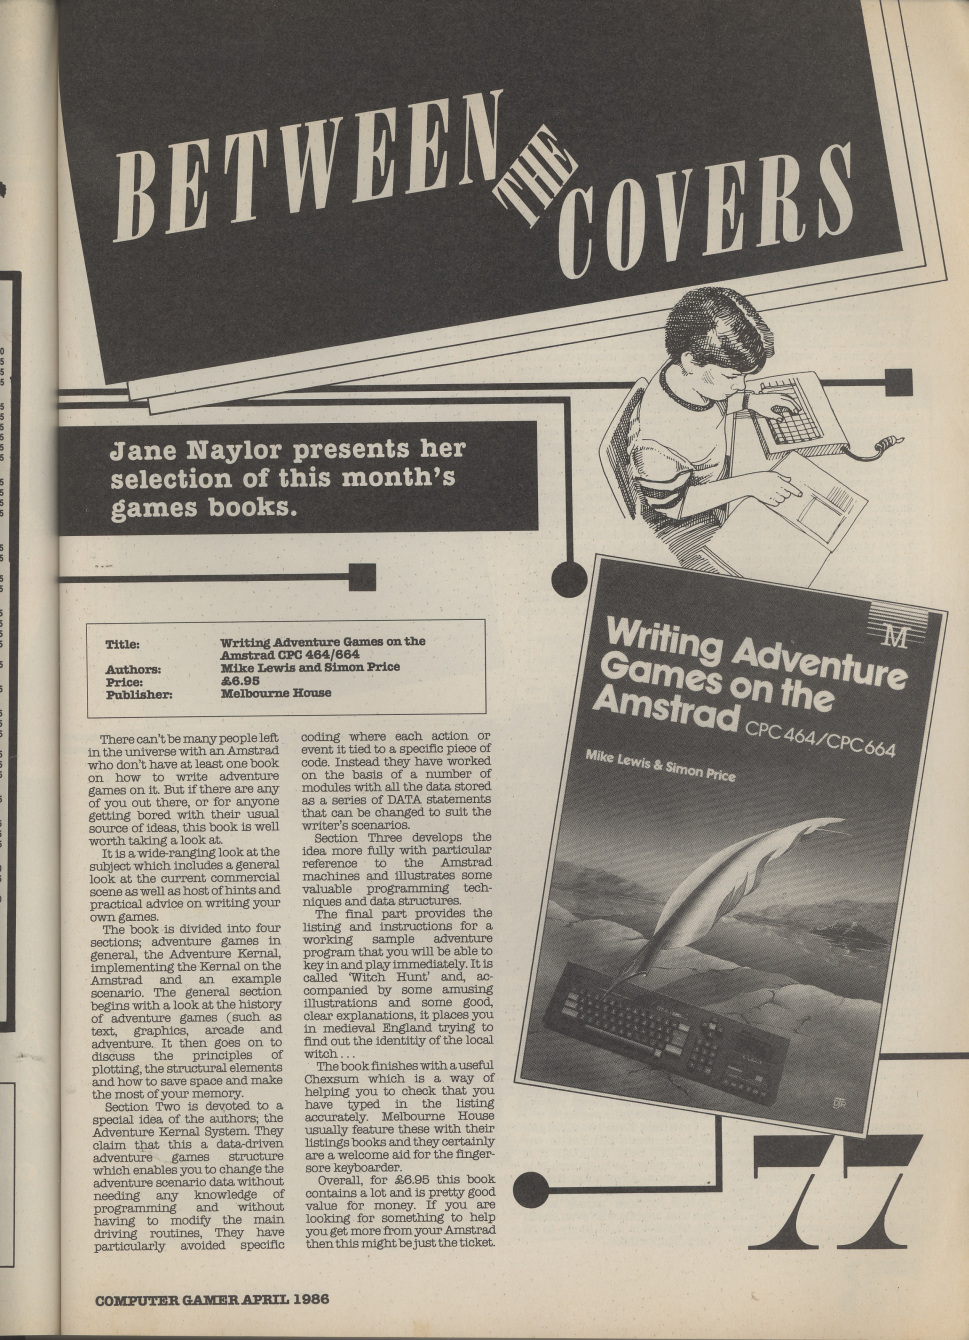 BETWEEN
THE
COVERS
Jane Naylor presents her
selection of this month's
games books.
Title: Writing Adventure Games on the
Amstrad CPC 464/664
Authors: Mike Lewis and Simon Price
Price: £6.95
Publisher: Melbourne House
M
Writing Adventure
Games on the
Amstrad CPC 464/CPC 664
Mike Lewis & Simon Price
There can't be many people left
in the universe with an Amstrad
who don't have at least one book
on how to write adventure
games on it. But if there are any
of you out there, or for anyone
getting bored with their usual
source of ideas, this book is well
worth taking a look at.
It is a wide-ranging look at the
subject which includes a general
look at the current commercial
scene as well as host of hints and
practical advice on writing your
own games.
The book is divided into four
sections; adventure games in
general, the Adventure Kernal,
implementing the Kernal on the
Amstrad and an example
scenario. The general section
begins with a look at the history
of adventure games (such as
text, graphics, arcade and
adventure. It then goes on to
discuss the principles of
plotting, the structural elements
and how to save space and make
the most of your memory.
Section Two is devoted to a
special idea of the authors; the
Adventure Kernal System. They
claim that this a data-driven
adventure games structure
which enables you to change the
adventure scenario data without
needing any knowledge of
programming and without
having to modify the main
driving routines, They have
particularly avoided specific
coding where each action or
event it tied to a specific piece of
code. Instead they have worked
on the basis of a number of
modules with all the data stored
as a series of DATA statements
that can be changed to suit the
writer's scenarios.
Section Three develops the
idea more fully with particular
reference to the Amstrad
machines and illustrates some
valuable programming tech-
niques and data structures.
The final part provides the
listing and instructions for a
working sample adventure
program that you will be able to
key in and play immediately. It is
called 'Witch Hunt' and, ac-
companied by some amusing
illustrations and some good,
clear explanations, it places you
in medieval England trying to
find out the identitiy of the local
witch . . .
The book finishes with a useful
Chexsum which is a way of
helping you to check that you
have typed in the listing
accurately. Melbourne House
usually feature these with their
listings books and they certainly
are a welcome aid for the finger-
sore keyboarder.
Overall, for £6.95 this book
contains a lot and is pretty good
value for money. If you are
looking for something to help
you get more from your Amstrad
then this might be just the ticket.
77
COMPUTER GAMER APRIL 1986